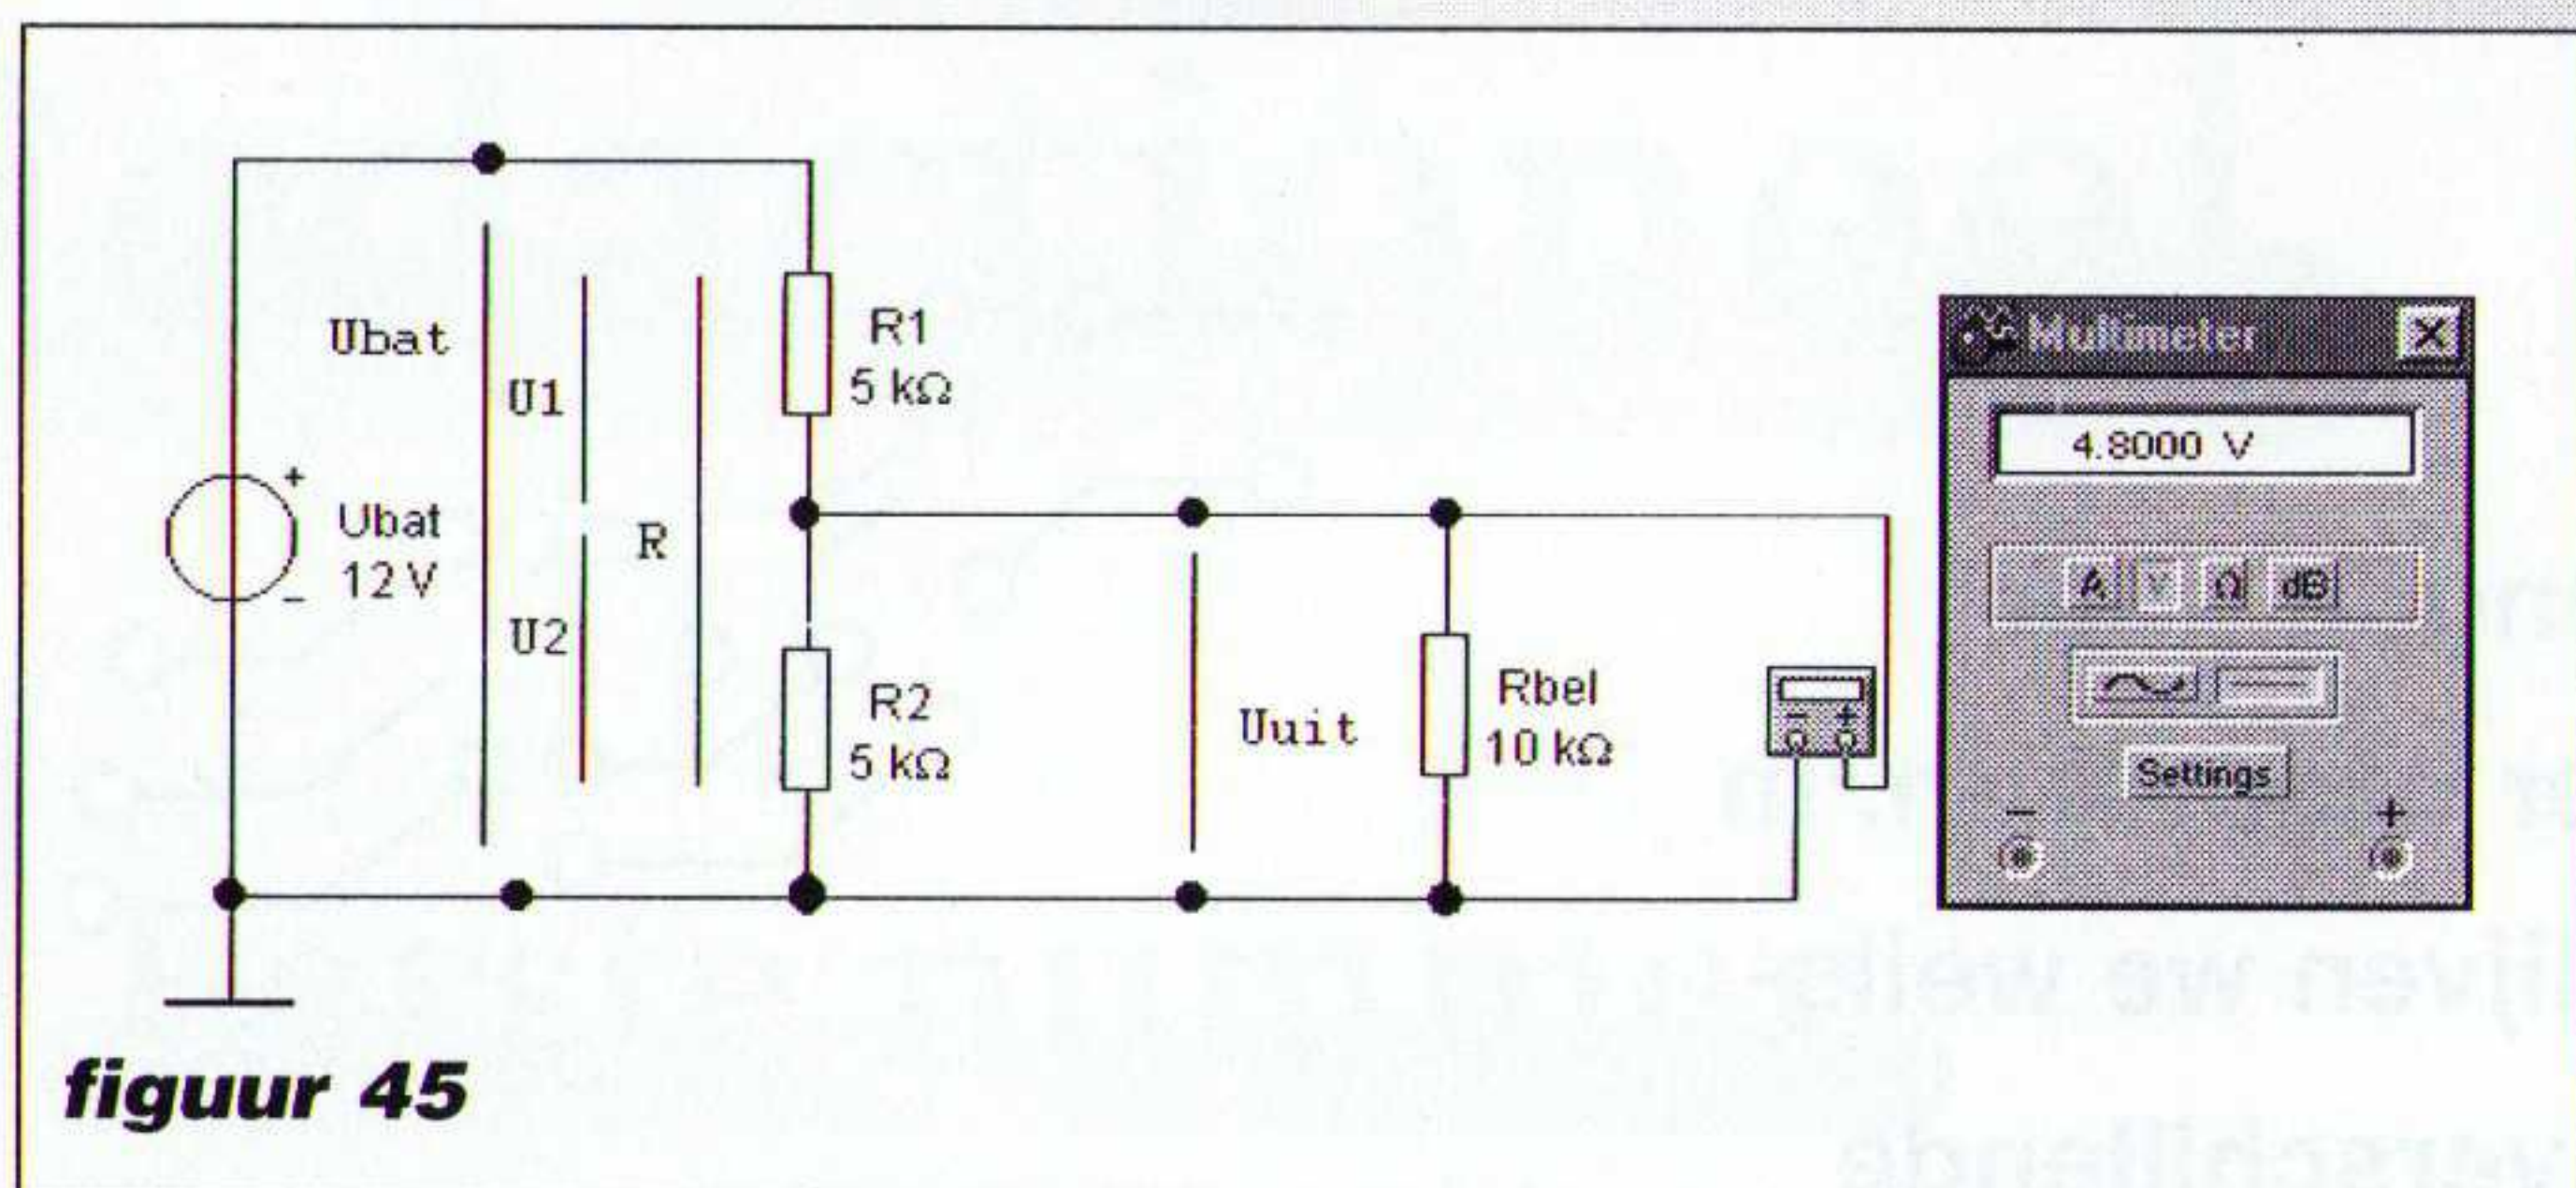 Ubat
U1
R1
5 kΩ
+
Ubat
12 V
−
R
U2
R2
5 kΩ
Uuit
Rbel
10 kΩ
− +
Multimeter
4.8000 V
A V Ω dB
Settings
− +
figuur 45